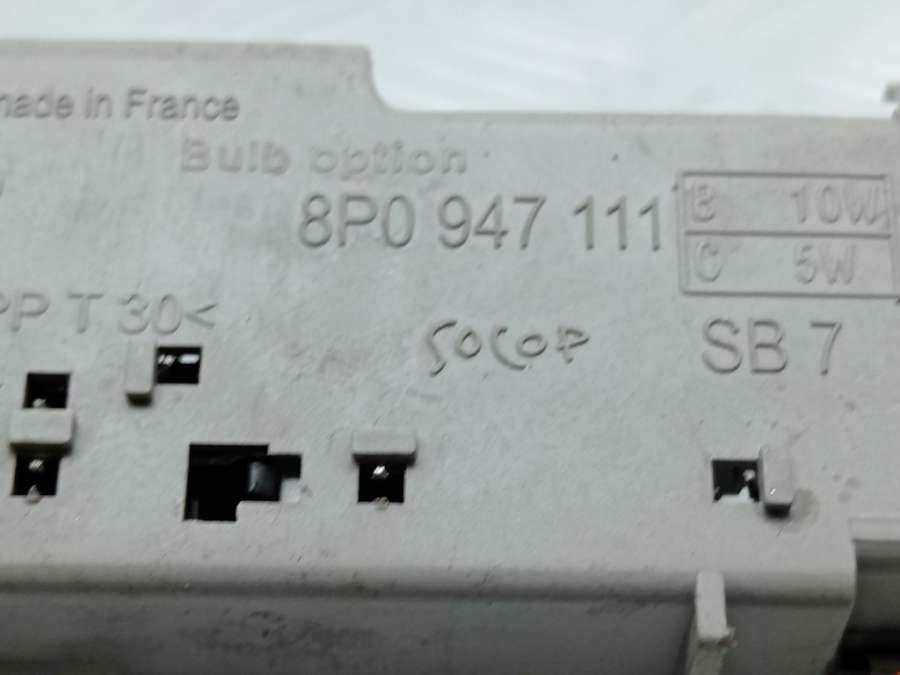 made in France
Bulb option
8P0 947 111
B 10W
C 5W
PP T 30<
SOCOP
SB 7